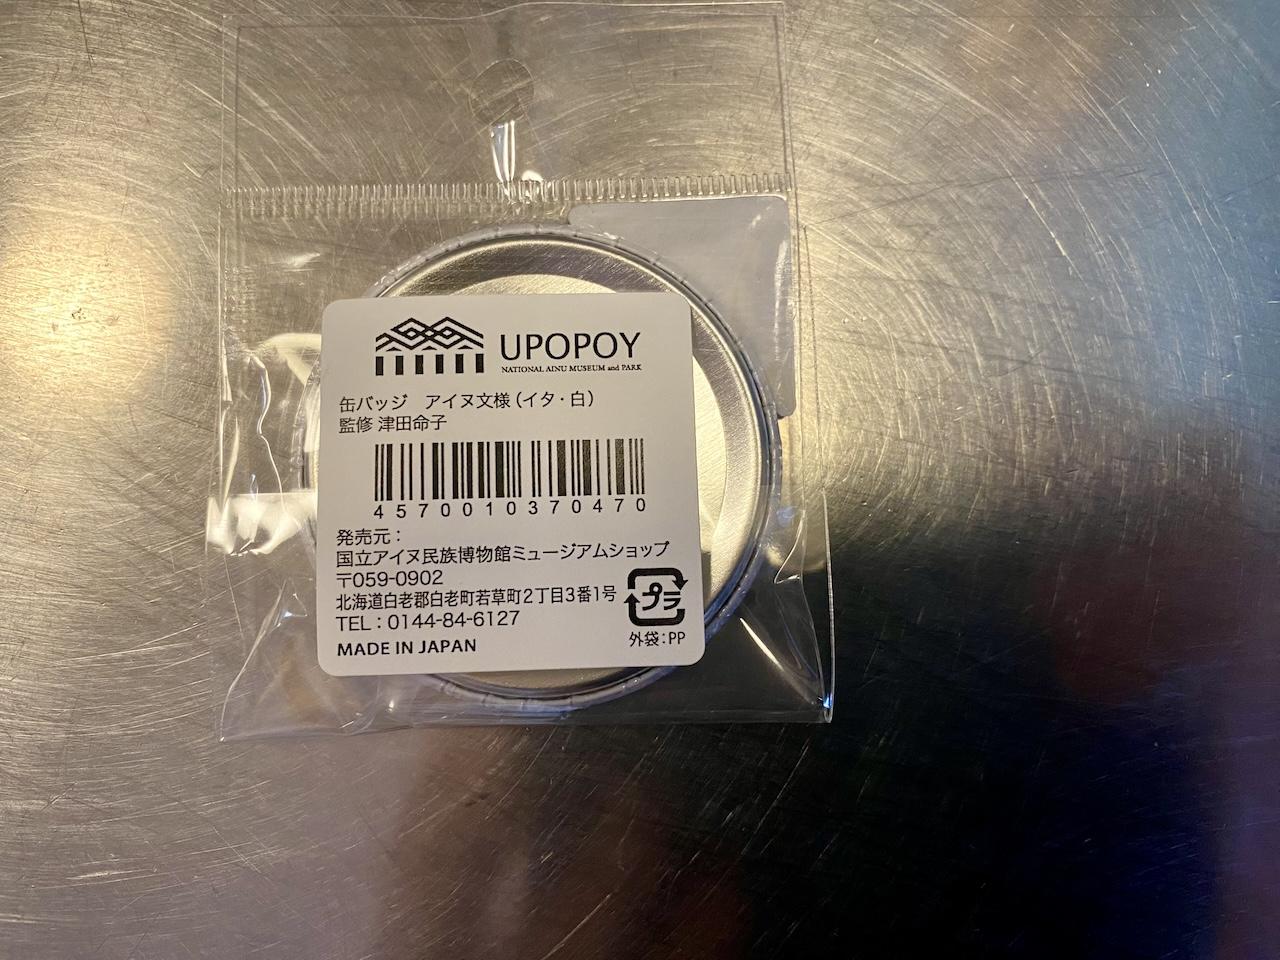 UPOPOY
NATIONAL AINU MUSEUM and PARK
缶バッジ　アイヌ文様（イタ・白）
監修 津田命子
4570010370470
発売元：
国立アイヌ民族博物館ミュージアムショップ
〒059-0902
北海道白老郡白老町若草町2丁目3番1号
TEL：0144-84-6127
MADE IN JAPAN
プラ
外袋：PP